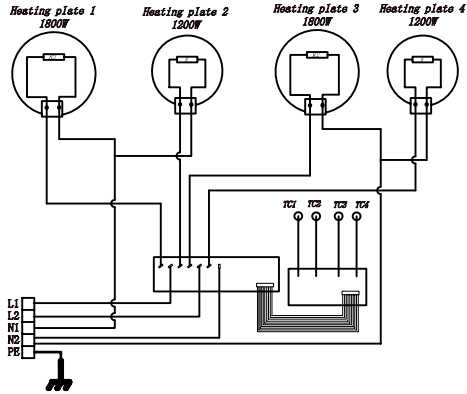 Heating plate 1
1800W
Heating plate 2
1200W
Heating plate 3
1800W
Heating plate 4
1200W
TC1
TC2
TC3
TC4
L1
L2
N1
N2
PE